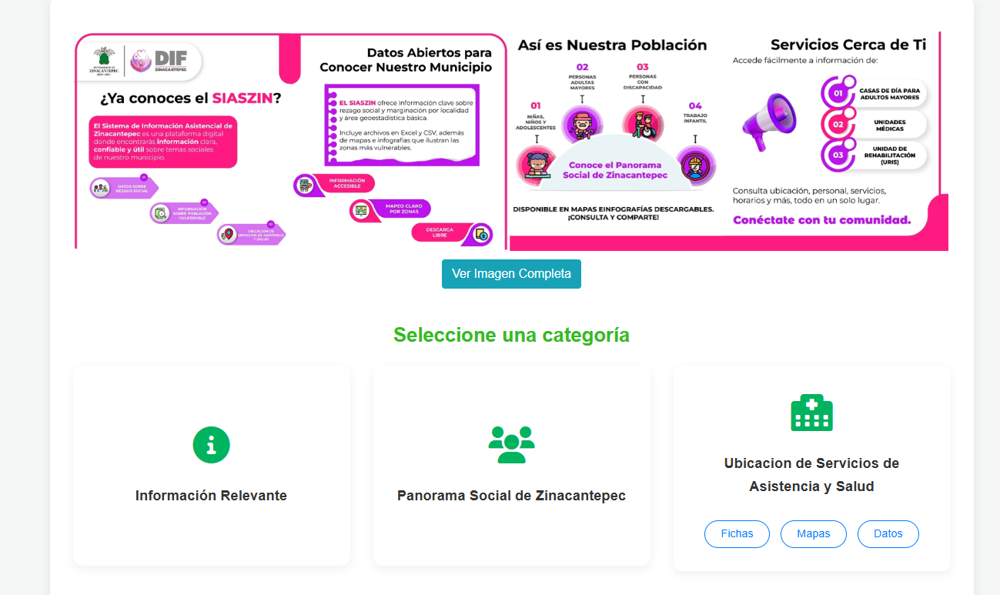 AYUNTAMIENTO DE
ZINACANTEPEC
DIF
ZINACANTEPEC
¿Ya conoces el SIASZIN?
El Sistema de Información Asistencial de
Zinacantepec es una plataforma digital
donde encontrarás información clara,
confiable y útil sobre temas sociales
de nuestro municipio.
01
DATOS SOBRE
REZAGO SOCIAL
02
INFORMACIÓN
SOBRE POBLACIÓN
VULNERABLE
03
UBICACIÓN DE
SERVICIOS DE ASISTENCIA
Y SALUD
Datos Abiertos para
Conocer Nuestro Municipio
EL SIASZIN ofrece información clave sobre
rezago social y marginación por localidad
y área geoestadística básica.
Incluye archivos en Excel y CSV, además
de mapas e infografías que ilustran las
zonas más vulnerables.
INFORMACIÓN
ACCESIBLE
MAPEO CLARO
POR ZONAS
DESCARGA
LIBRE
Así es Nuestra Población
01
NIÑAS,
NIÑOS Y
ADOLESCENTES
02
PERSONAS
ADULTAS
MAYORES
03
PERSONAS
CON
DISCAPACIDAD
04
TRABAJO
INFANTIL
Conoce el Panorama
Social de Zinacantepec
DISPONIBLE EN MAPAS EINFOGRAFÍAS DESCARGABLES.
¡CONSULTA Y COMPARTE!
Servicios Cerca de Ti
Accede fácilmente a información de:
01
CASAS DE DÍA PARA
ADULTOS MAYORES
02
UNIDADES
MÉDICAS
03
UNIDAD DE
REHABILITACIÓN
(URIS)
Consulta ubicación, personal, servicios,
horarios y más, todo en un solo lugar.
Conéctate con tu comunidad.
Ver Imagen Completa
Seleccione una categoría
Información Relevante
Panorama Social de Zinacantepec
Ubicacion de Servicios de
Asistencia y Salud
Fichas
Mapas
Datos